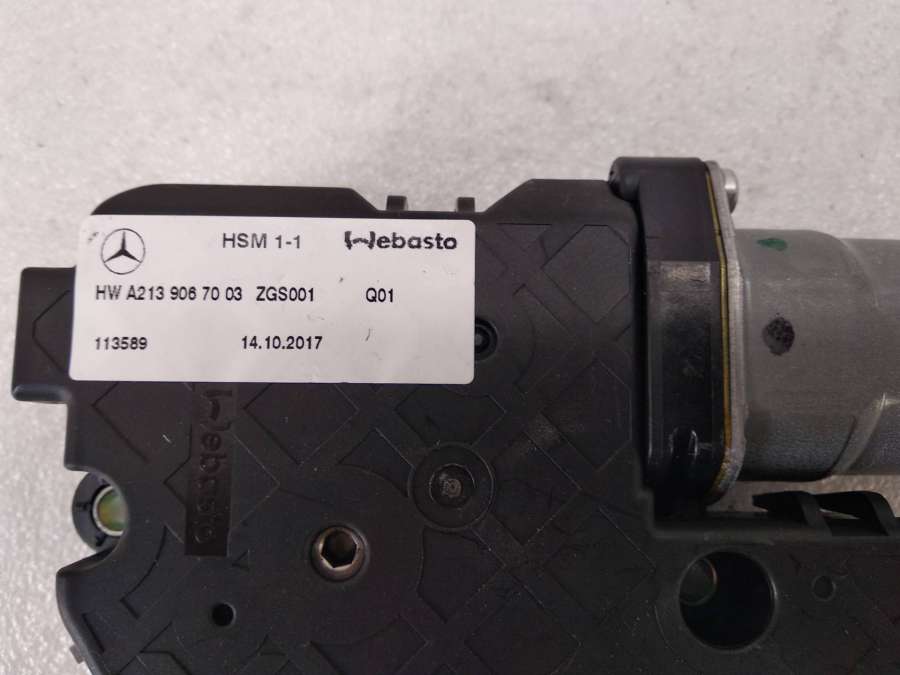 HSM 1-1 Webasto
HW A213 906 70 03 ZGS001 Q01
113589 14.10.2017
Webasto